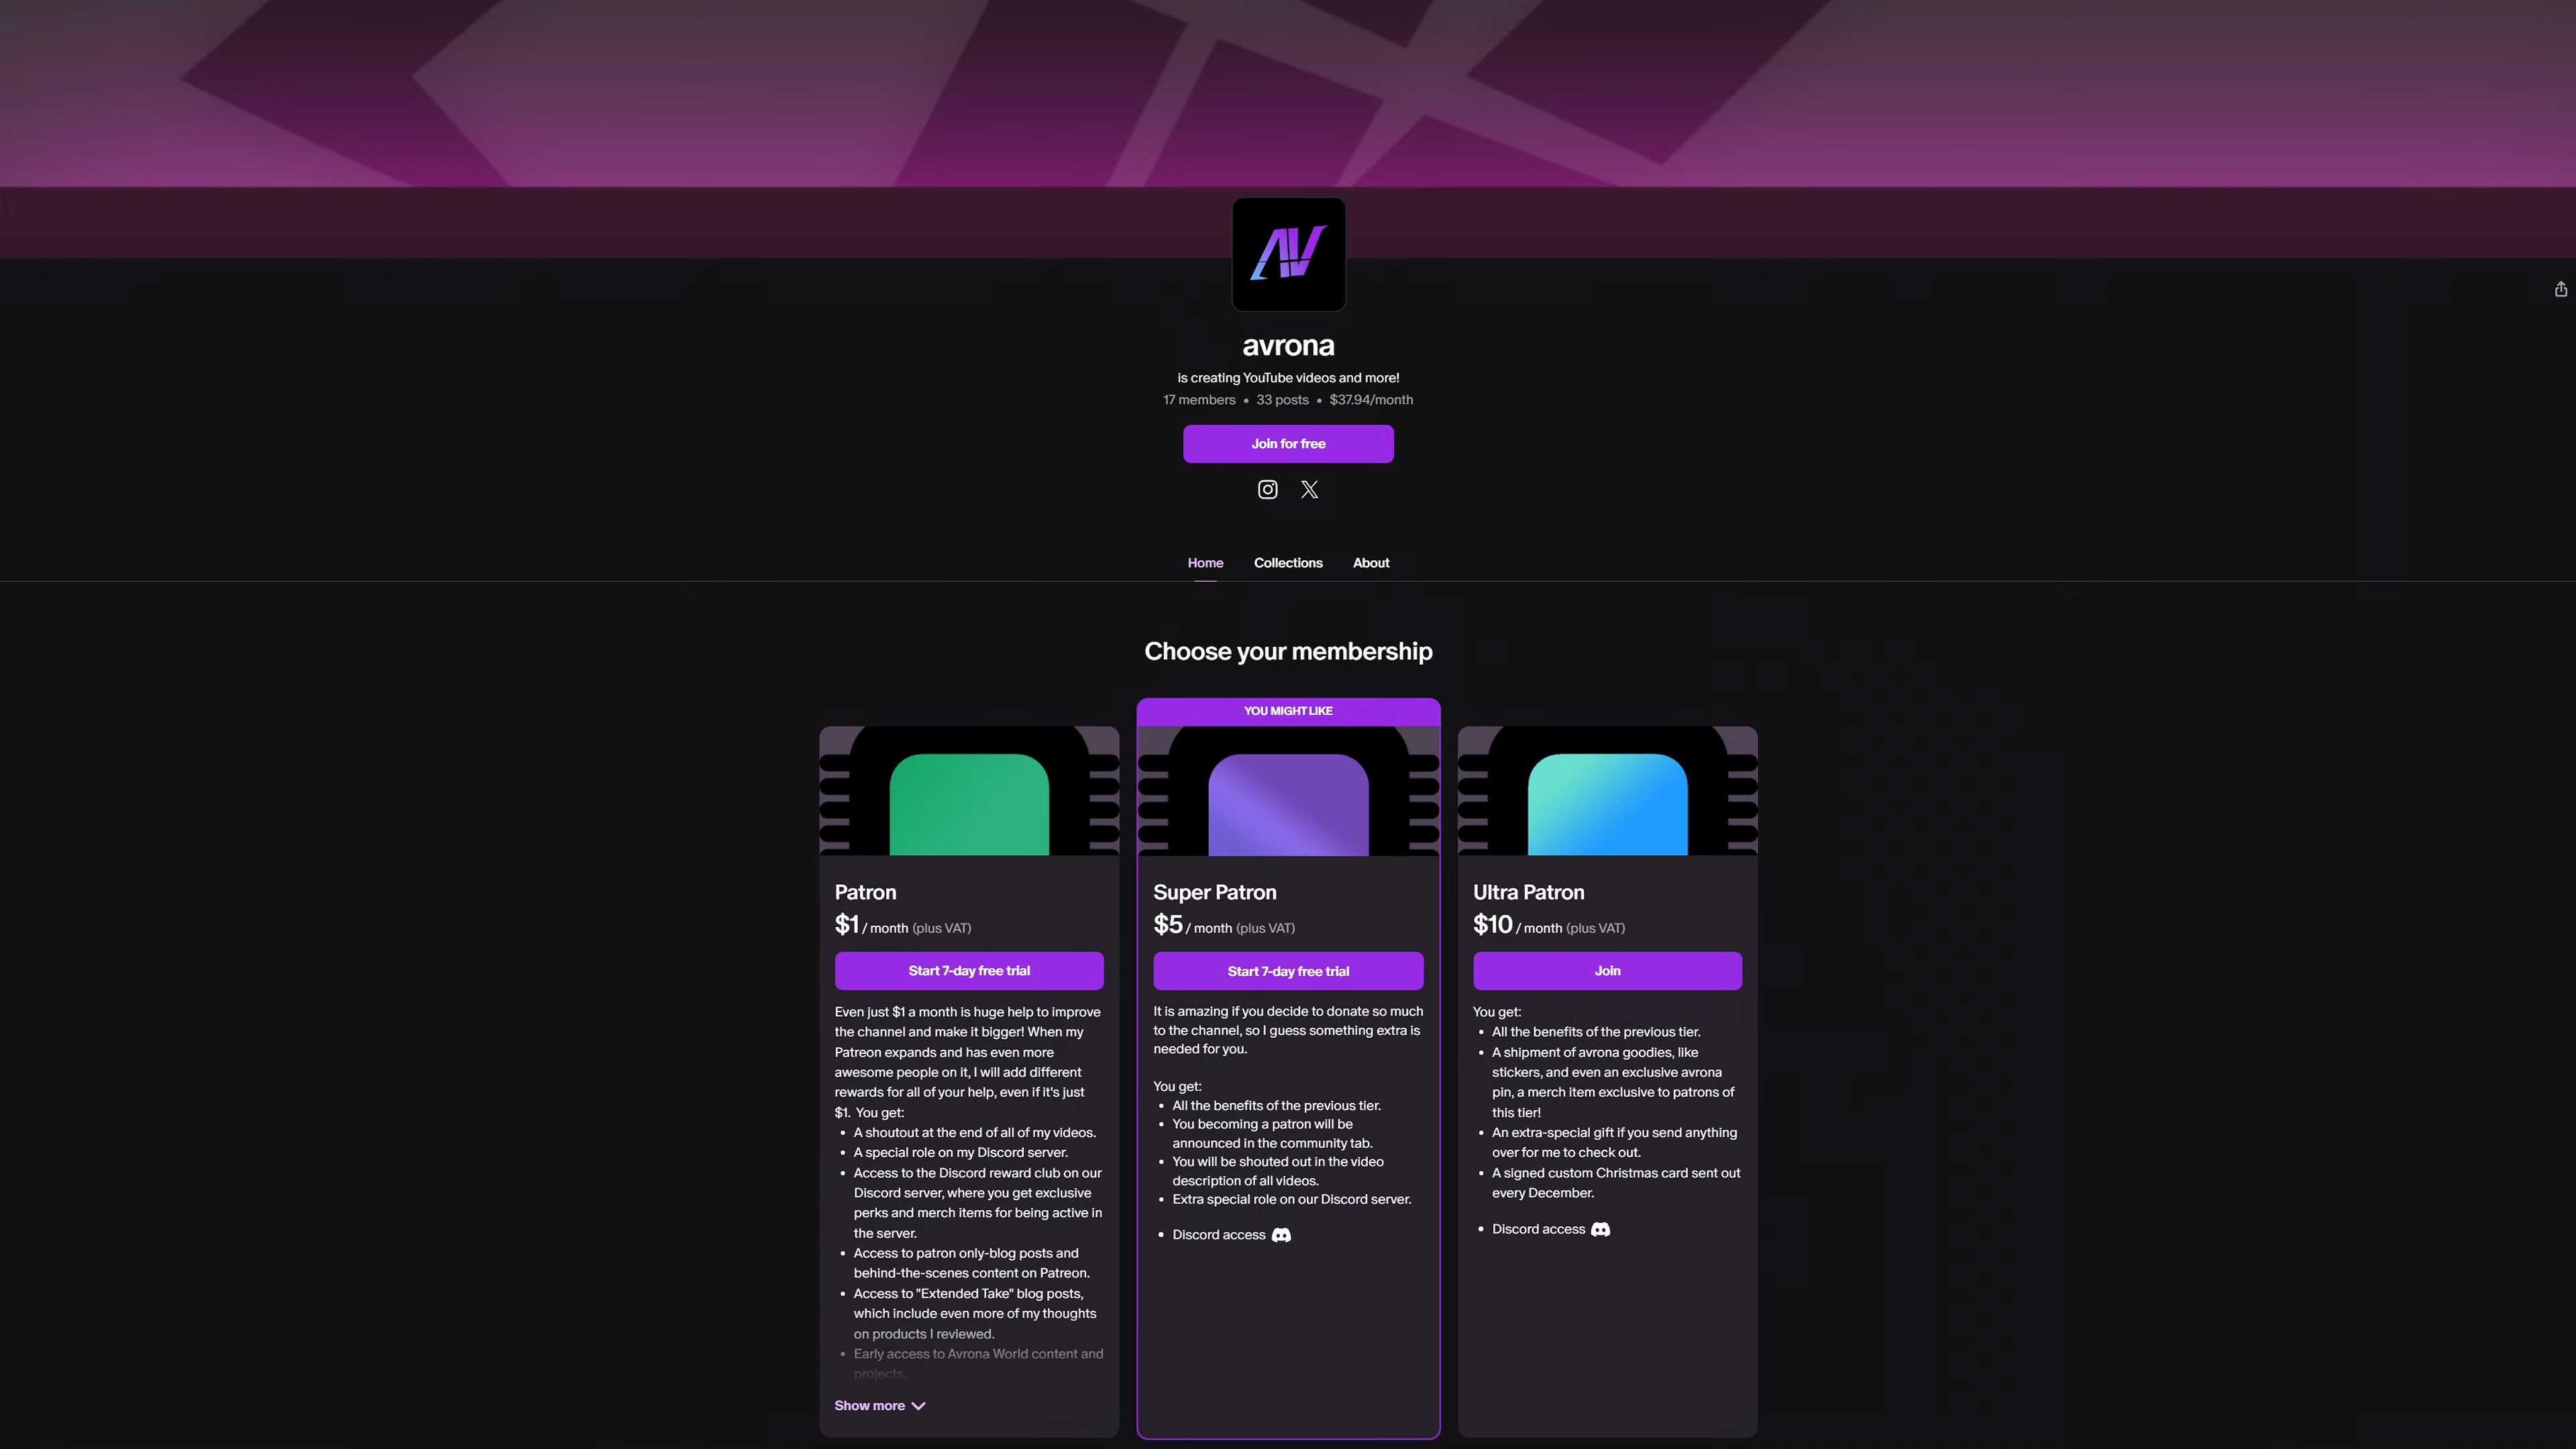 AV
avrona
is creating YouTube videos and more!
17 members • 33 posts • $37.94/month
Join for free
Home Collections About
Choose your membership
YOU MIGHT LIKE
Patron
$1 / month (plus VAT)
Start 7-day free trial
Even just $1 a month is huge help to improve
the channel and make it bigger! When my
Patreon expands and has even more
awesome people on it, I will add different
rewards for all of your help, even if it's just
$1. You get:
• A shoutout at the end of all of my videos.
• A special role on my Discord server.
• Access to the Discord reward club on our
Discord server, where you get exclusive
perks and merch items for being active in
the server.
• Access to patron only-blog posts and
behind-the-scenes content on Patreon.
• Access to "Extended Take" blog posts,
which include even more of my thoughts
on products I reviewed.
• Early access to Avrona World content and
projects.
Show more
Super Patron
$5 / month (plus VAT)
Start 7-day free trial
It is amazing if you decide to donate so much
to the channel, so I guess something extra is
needed for you.
You get:
• All the benefits of the previous tier.
• You becoming a patron will be
announced in the community tab.
• You will be shouted out in the video
description of all videos.
• Extra special role on our Discord server.
• Discord access
Ultra Patron
$10 / month (plus VAT)
Join
You get:
• All the benefits of the previous tier.
• A shipment of avrona goodies, like
stickers, and even an exclusive avrona
pin, a merch item exclusive to patrons of
this tier!
• An extra-special gift if you send anything
over for me to check out.
• A signed custom Christmas card sent out
every December.
• Discord access